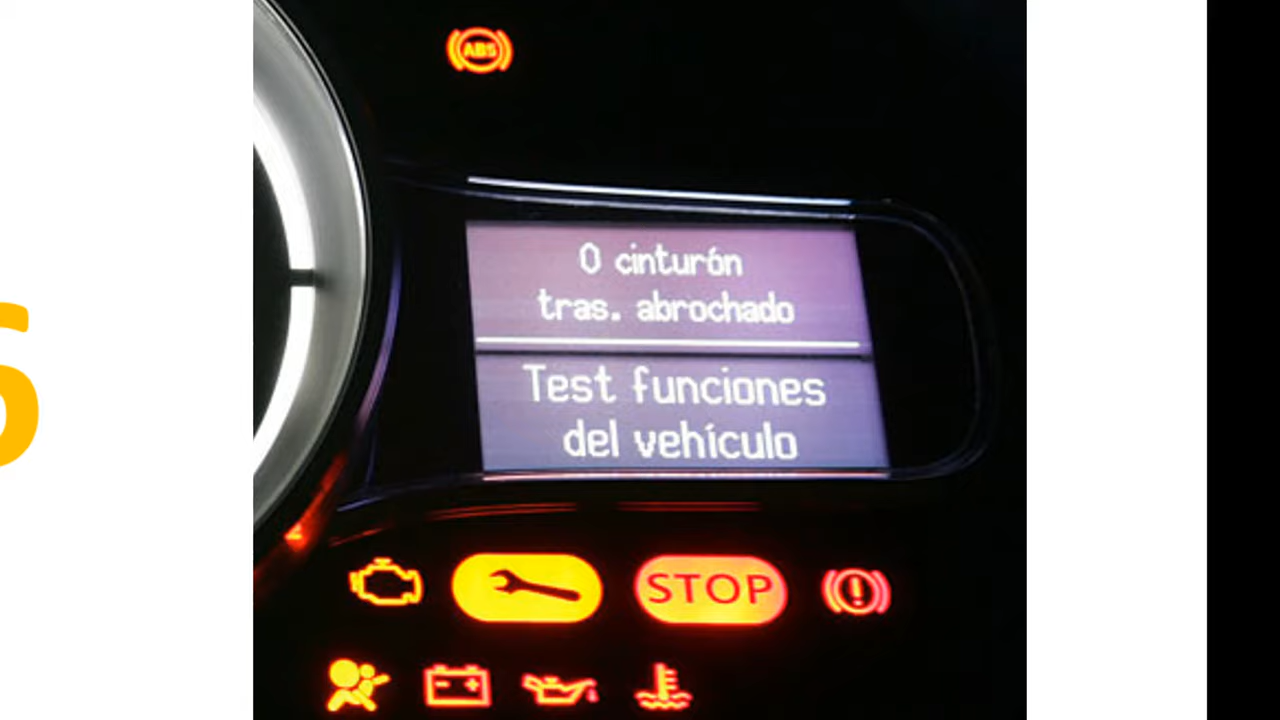 ABS
0 cinturón
tras. abrochado
Test funciones
del vehículo
STOP